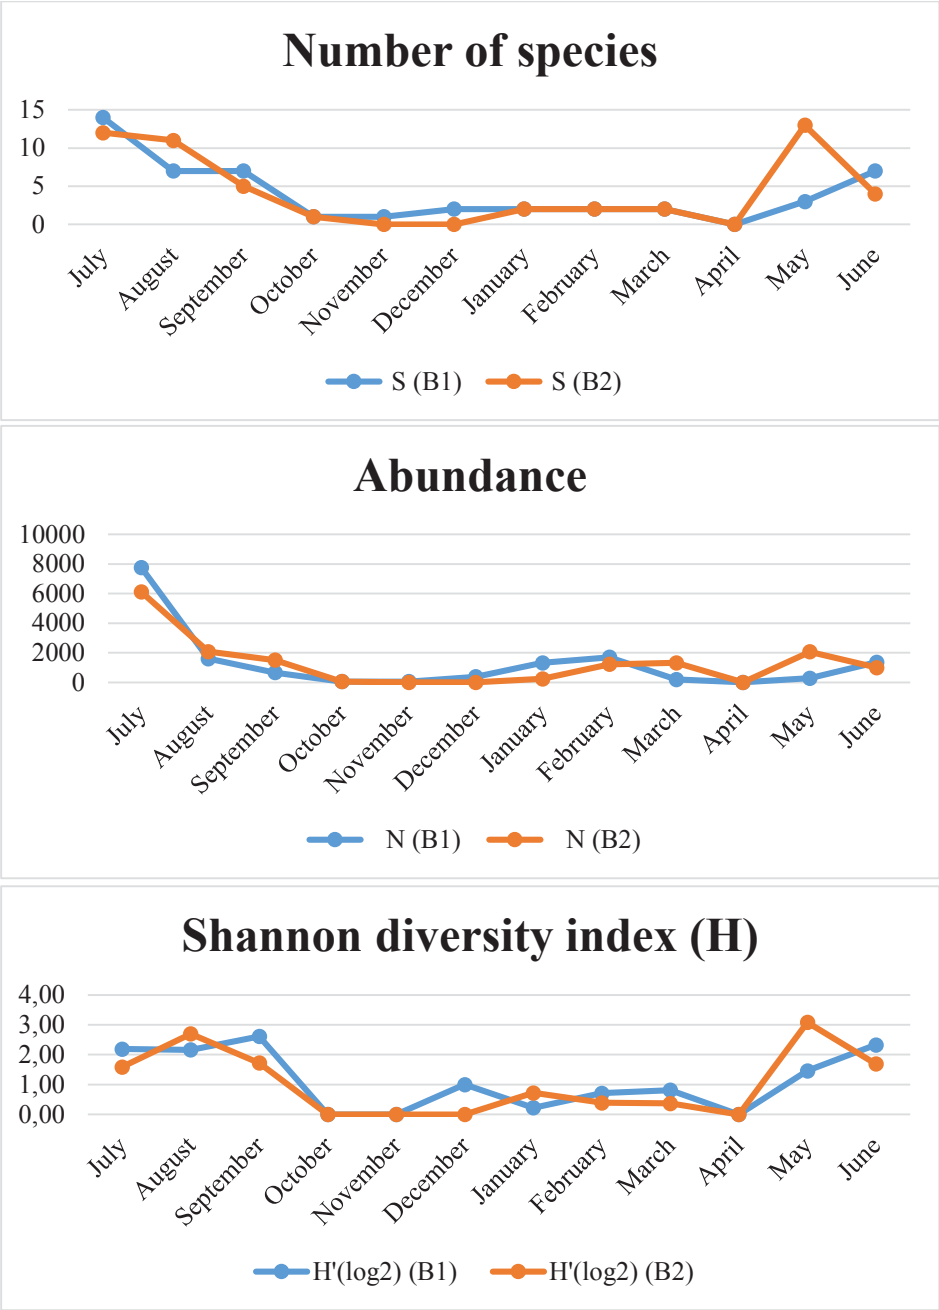 Number of species
15
10
5
0
July
August
September
October
November
December
January
February
March
April
May
June
S (B1)
S (B2)
Abundance
10000
8000
6000
4000
2000
0
July
August
September
October
November
December
January
February
March
April
May
June
N (B1)
N (B2)
Shannon diversity index (H)
4,00
3,00
2,00
1,00
0,00
July
August
September
October
November
December
January
February
March
April
May
June
H'(log2) (B1)
H'(log2) (B2)